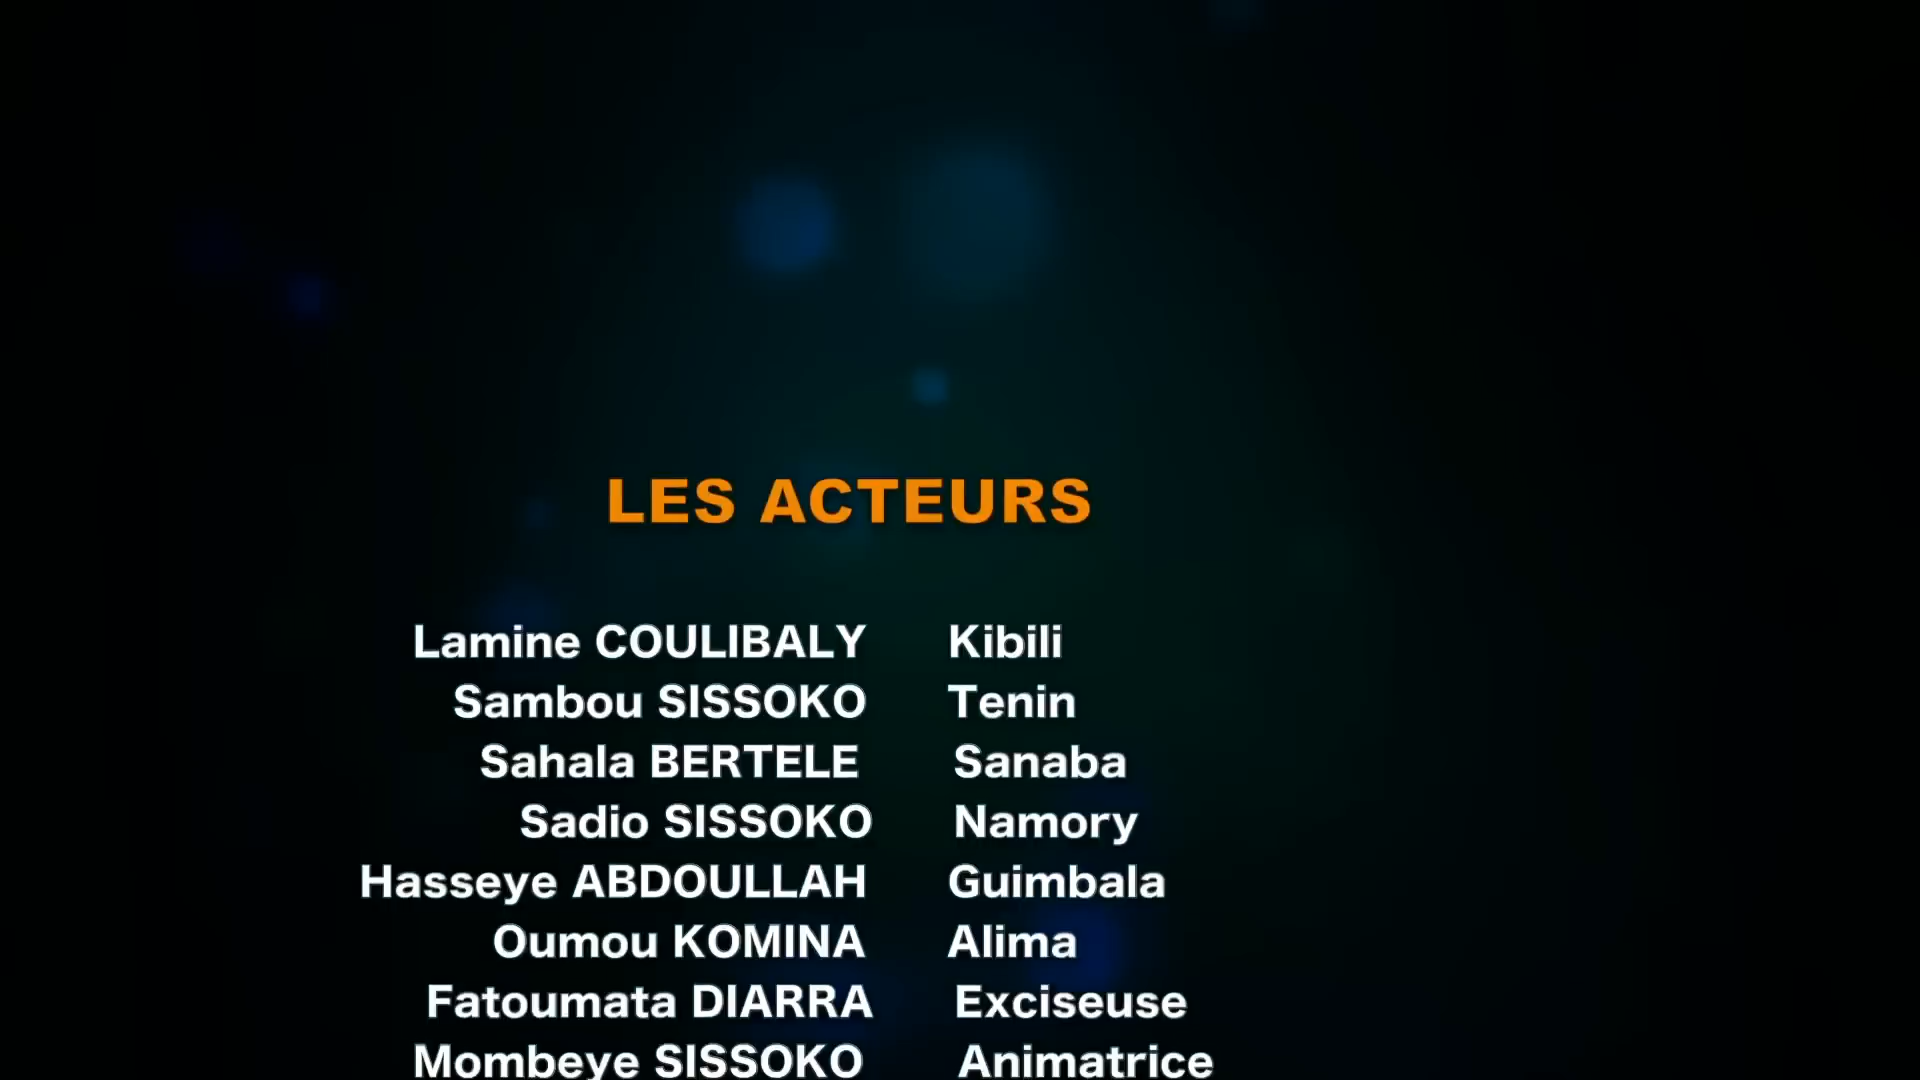 LES ACTEURS
Lamine COULIBALY Kibili
Sambou SISSOKO Tenin
Sahala BERTELE Sanaba
Sadio SISSOKO Namory
Hasseye ABDOULLAH Guimbala
Oumou KOMINA Alima
Fatoumata DIARRA Exciseuse
Mombeye SISSOKO Animatrice